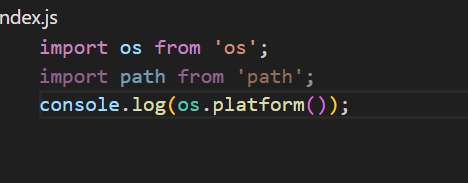 ndex.js
import os from 'os';
import path from 'path';
console.log(os.platform());